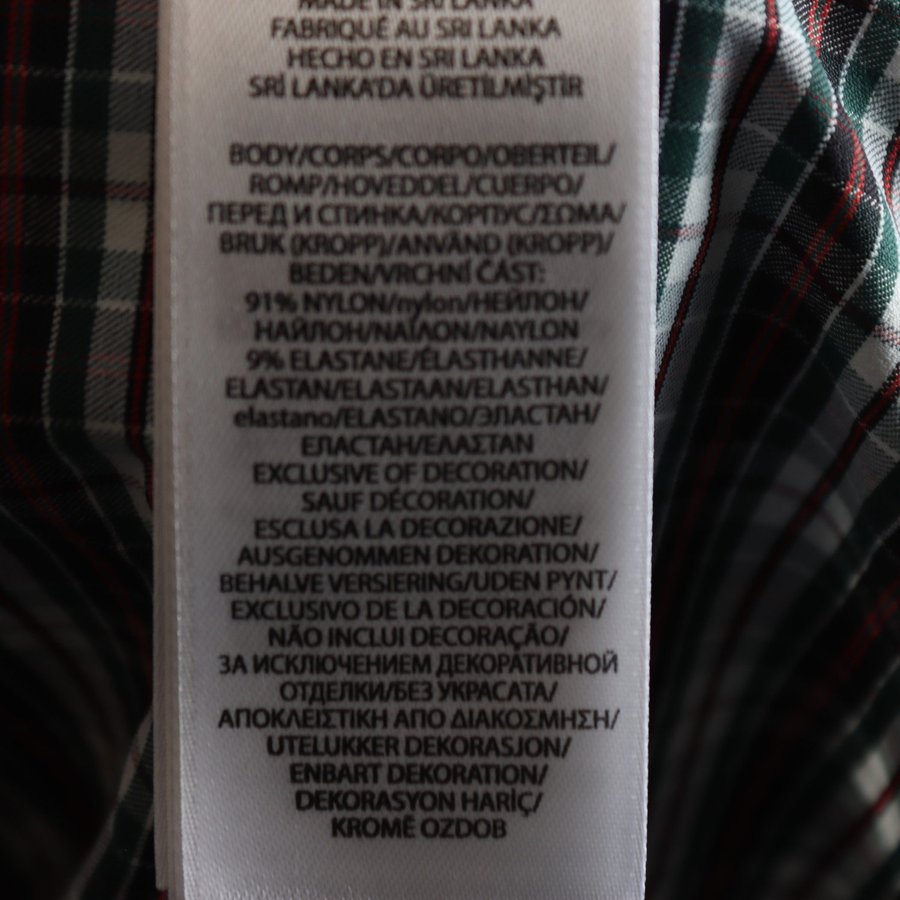 MADE IN SRI LANKA
FABRIQUÉ AU SRI LANKA
HECHO EN SRI LANKA
SRİ LANKA'DA ÜRETİLMİŞTİR
BODY/CORPS/CORPO/OBERTEIL/
ROMP/HOVEDDEL/CUERPO/
ПЕРЕД И СПИНКА/КОРПУС/ΣΩΜΑ/
BRUK (KROPP)/ANVÄND (KROPP)/
BEDEN/VRCHNÍ ČÁST:
91% NYLON/nylon/НЕЙЛОН/
НАЙЛОН/ΝΑΪΛΟΝ/NAYLON
9% ELASTANE/ÉLASTHANNE/
ELASTAN/ELASTAAN/ELASTHAN/
elastano/ELASTANO/ЭЛАСТАН/
ЕЛАСТАН/ΕΛΑΣΤΑΝ
EXCLUSIVE OF DECORATION/
SAUF DÉCORATION/
ESCLUSA LA DECORAZIONE/
AUSGENOMMEN DEKORATION/
BEHALVE VERSIERING/UDEN PYNT/
EXCLUSIVO DE LA DECORACIÓN/
NÃO INCLUI DECORAÇÃO/
ЗА ИСКЛЮЧЕНИЕМ ДЕКОРАТИВНОЙ
ОТДЕЛКИ/БЕЗ УКРАСАТА/
ΑΠΟΚΛΕΙΣΤΙΚΗ ΑΠΟ ΔΙΑΚΟΣΜΗΣΗ/
UTELUKKER DEKORASJON/
ENBART DEKORATION/
DEKORASYON HARİÇ/
KROMĚ OZDOB